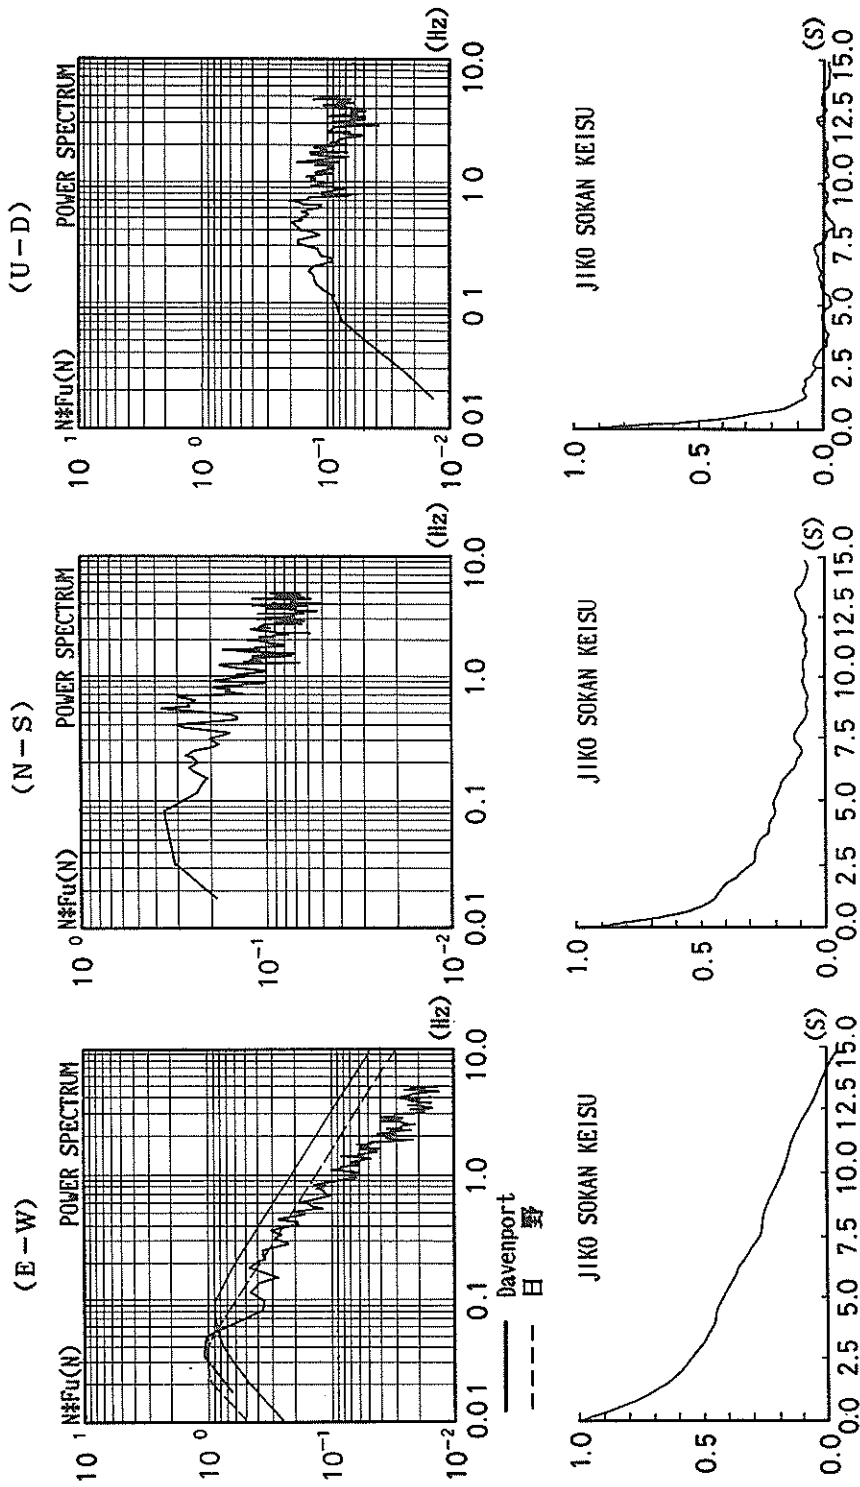 (E－W)
N*Fu(N) POWER SPECTRUM
10 1
10 0
10 -1
10 -2
0.01 0.1 1.0 10.0
(Hz)
Davenport
日 野
JIKO SOKAN KEISU
1.0
0.5
0.0
0.0 2.5 5.0 7.5 10.0 12.5 15.0
(S)
(N－S)
N*Fu(N) POWER SPECTRUM
10 0
10 -1
10 -2
0.01 0.1 1.0 10.0
(Hz)
JIKO SOKAN KEISU
1.0
0.5
0.0
0.0 2.5 5.0 7.5 10.0 12.5 15.0
(S)
(U－D)
N*Fu(N) POWER SPECTRUM
10 1
10 0
10 -1
10 -2
0 01 0 1 1 0 10.0
(Hz)
JIKO SOKAN KEISU
1.0
0.5
0.0
0.0 2.5 5.0 7.5 10.0 12.5 15.0
(S)